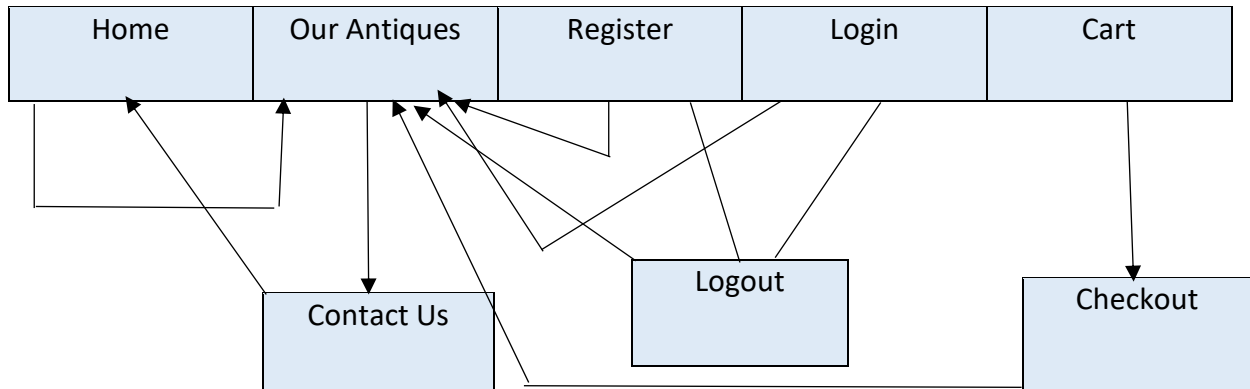 Home
Our Antiques
Register
Login
Cart
Logout
Checkout
Contact Us